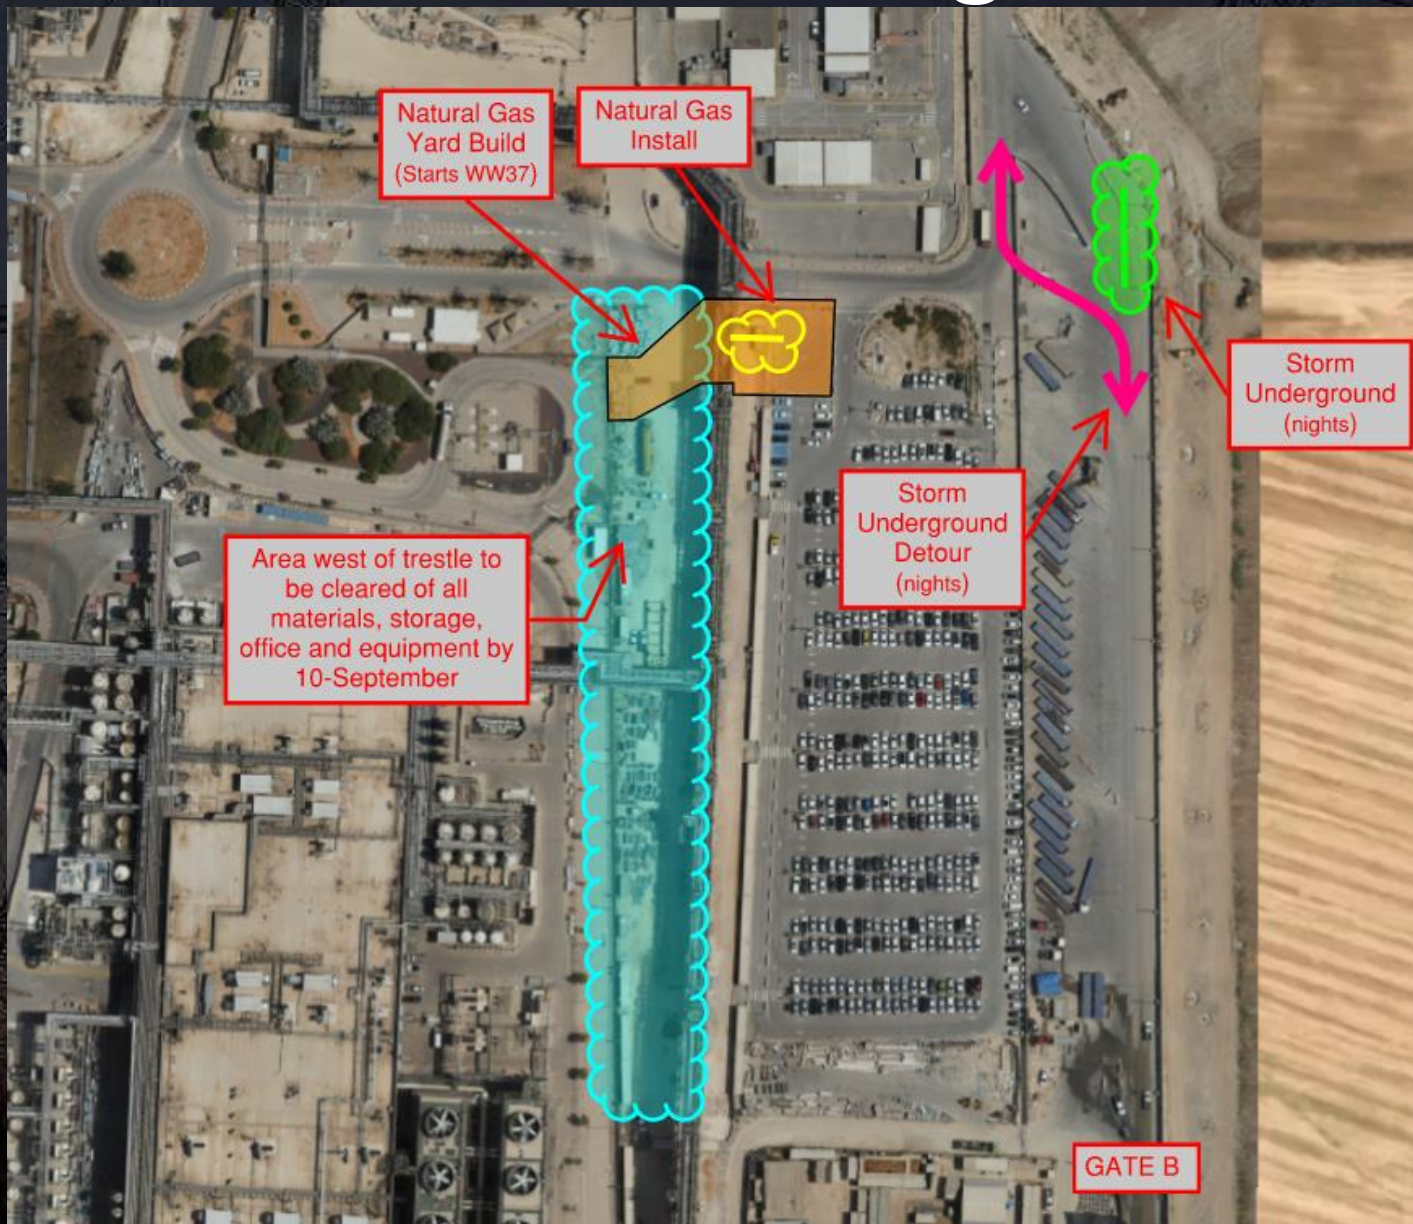 Natural Gas
Yard Build
(Starts WW37)
Natural Gas
Install
Storm
Underground
(nights)
Storm
Underground
Detour
(nights)
Area west of trestle to
be cleared of all
materials, storage,
office and equipment by
10-September
GATE B